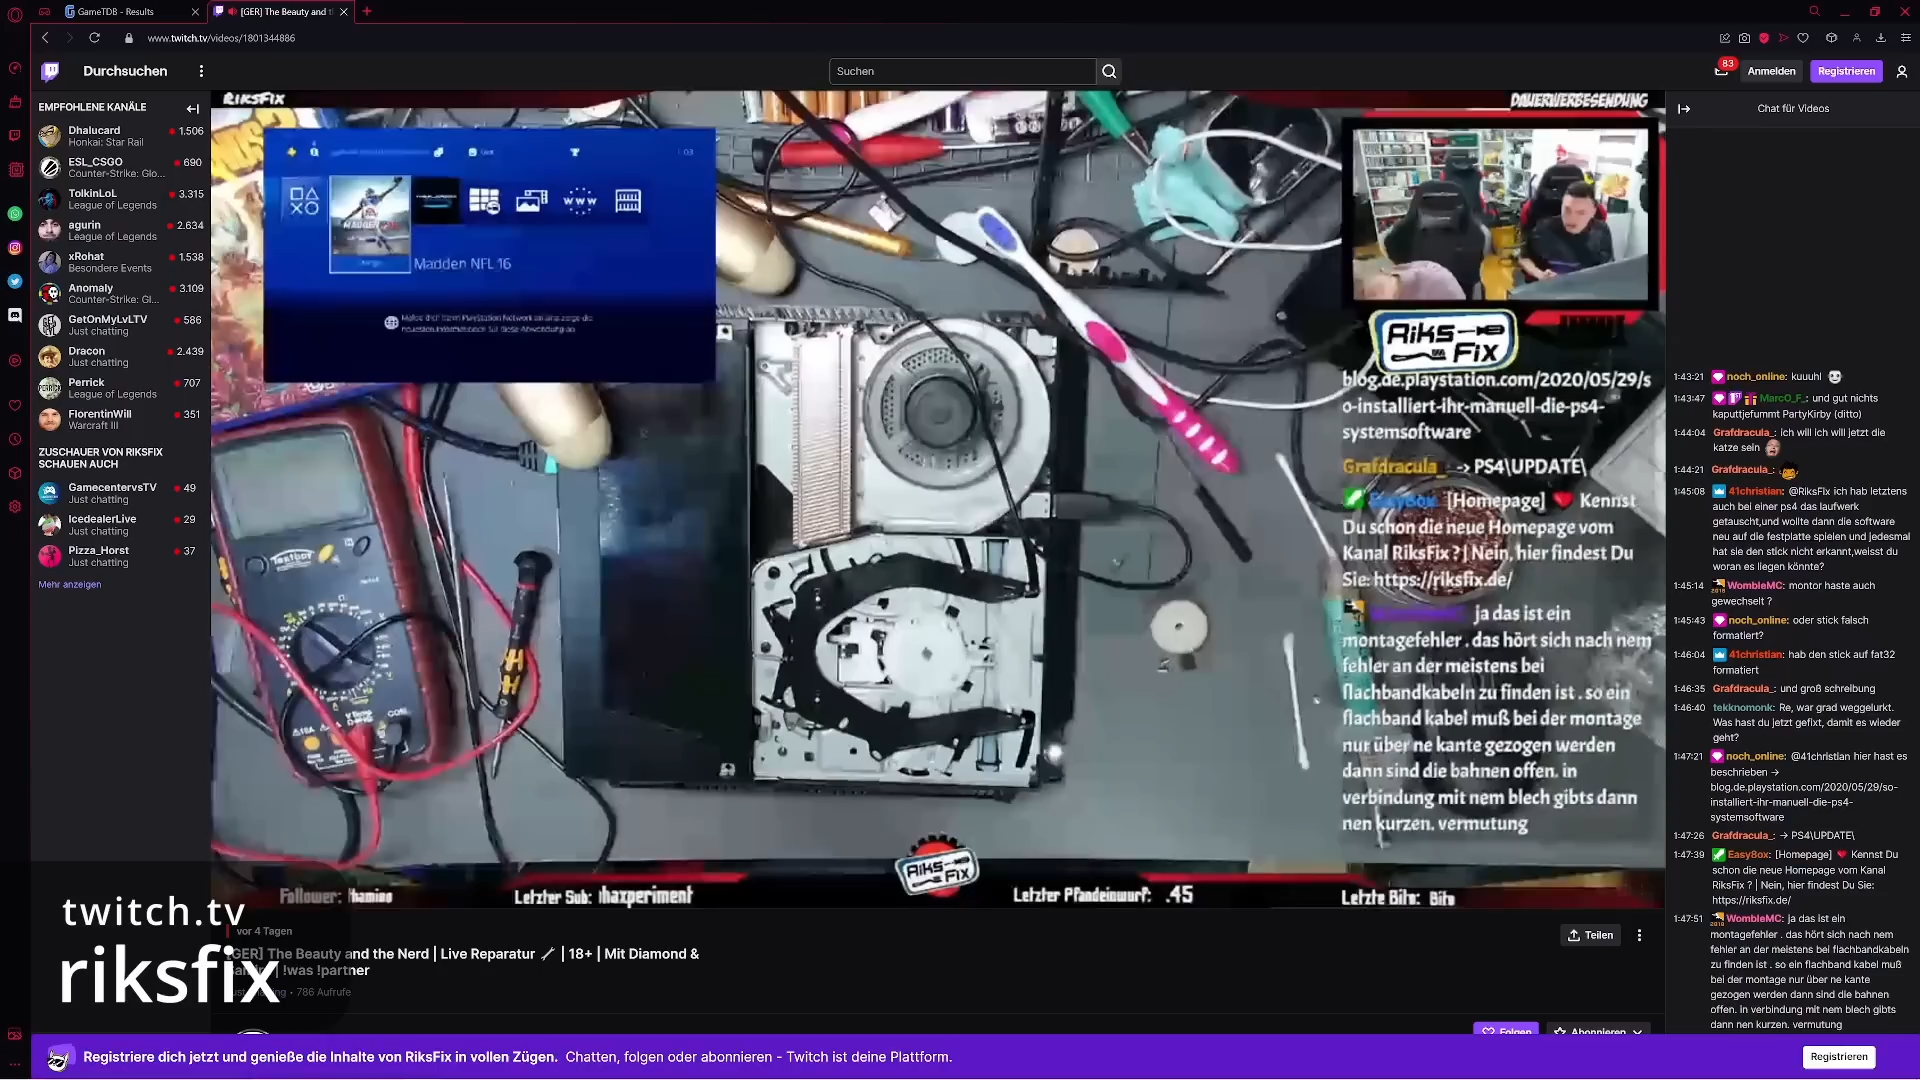 GameTDB - Results
[GER] The Beauty and t
www.twitch.tv/videos/1801344886
Durchsuchen
Suchen
83
Anmelden
Registrieren
EMPFOHLENE KANÄLE
Dhalucard
1.506
Honkai: Star Rail
ESL_CSGO
690
Counter-Strike: Glo...
TolkinLoL
3.315
League of Legends
agurin
2.634
League of Legends
xRohat
1.538
Besondere Events
Anomaly
3.109
Counter-Strike: Gl...
GetOnMyLvLTV
586
Just chatting
Dracon
2.439
Just chatting
Perrick
707
League of Legends
FlorentinWill
351
Warcraft III
ZUSCHAUER VON RIKSFIX
SCHAUEN AUCH
GamecentervsTV
49
Just chatting
IcedealerLive
29
Just chatting
Pizza_Horst
37
Just chatting
Mehr anzeigen
RiksFix
DAUERWERBESENDUNG
www
Madden NFL 16
Riks-
Fix
blog.de.playstation.com/2020/05/29/s
o-installiert-ihr-manuell-die-ps4-
systemsoftware
Grafdracula_ -> PS4\UPDATE\
[Homepage] ❤ Kennst
Du schon die neue Homepage vom
Kanal RiksFix ? | Nein, hier findest Du
Sie: https://riksfix.de/
ja das ist ein
montagefehler . das hört sich nach nem
fehler an der meistens bei
flachbandkabeln zu finden ist . so ein
flachband kabel muß bei der montage
nur über ne kante gezogen werden
dann sind die bahnen offen. in
verbindung mit nem blech gibts dann
nen kurzen. vermutung
Follower:
Letzter Sub: ihazperiment
Riks-
Fix
Letzter Pfandeinwurf: .45
Letzte Bits: Bits
Chat für Videos
1:43:21 noch_online: kuuuhl
1:43:47 MarcO_F_: und gut nichts
kaputtjefummt PartyKirby (ditto)
1:44:04 Grafdracula_: ich will ich will jetzt die
katze sein
1:44:21 Grafdracula_:
1:45:08 41christian: @RiksFix ich hab letztens
auch bei einer ps4 das laufwerk
getauscht,und wollte dann die software
neu auf die festplatte spielen und jedesmal
hat sie den stick nicht erkannt,weisst du
woran es liegen könnte?
1:45:14 WombleMC: montor haste auch
gewechselt ?
1:45:43 noch_online: oder stick falsch
formatiert?
1:46:04 41christian: hab den stick auf fat32
formatiert
1:46:35 Grafdracula_: und groß schreibung
1:46:40 tekknomonk: Re, war grad weggelurkt.
Was hast du jetzt gefixt, damit es wieder
geht?
1:47:21 noch_online: @41christian hier hast es
beschrieben ->
blog.de.playstation.com/2020/05/29/so-
installiert-ihr-manuell-die-ps4-
systemsoftware
1:47:26 Grafdracula_: -> PS4\UPDATE\
1:47:39 Easy8ox: [Homepage] ❤ Kennst Du
schon die neue Homepage vom Kanal
RiksFix ? | Nein, hier findest Du Sie:
https://riksfix.de/
1:47:51 WombleMC: ja das ist ein
montagefehler . das hört sich nach nem
fehler an der meistens bei flachbandkabeln
zu finden ist . so ein flachband kabel muß
bei der montage nur über ne kante
gezogen werden dann sind die bahnen
offen. in verbindung mit nem blech gibts
dann nen kurzen. vermutung
vor 4 Tagen
Teilen
[GER] The Beauty and the Nerd | Live Reparatur | 18+ | Mit Diamond &
| !was !partner
• 786 Aufrufe
twitch.tv
riksfix
Folgen
Abonnieren
Registriere dich jetzt und genieße die Inhalte von RiksFix in vollen Zügen. Chatten, folgen oder abonnieren - Twitch ist deine Plattform.
Registrieren